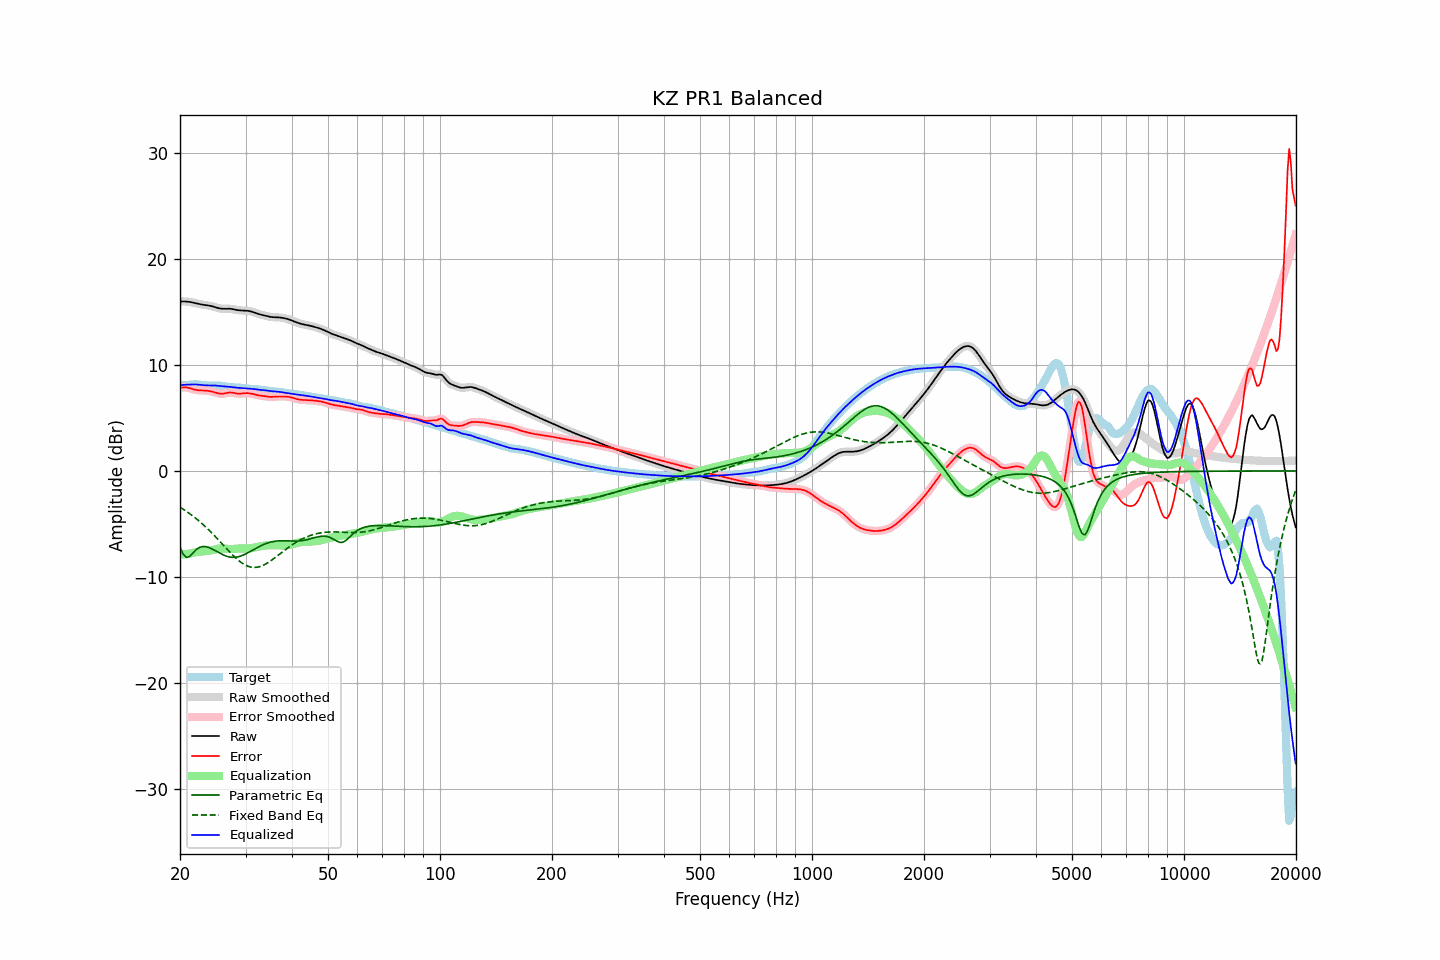 KZ PR1 Balanced
Amplitude (dBr)
30
20
10
0
−10
−20
−30
Target
Raw Smoothed
Error Smoothed
Raw
Error
Equalization
Parametric Eq
Fixed Band Eq
Equalized
20
50
100
200
500
1000
2000
5000
10000
20000
Frequency (Hz)